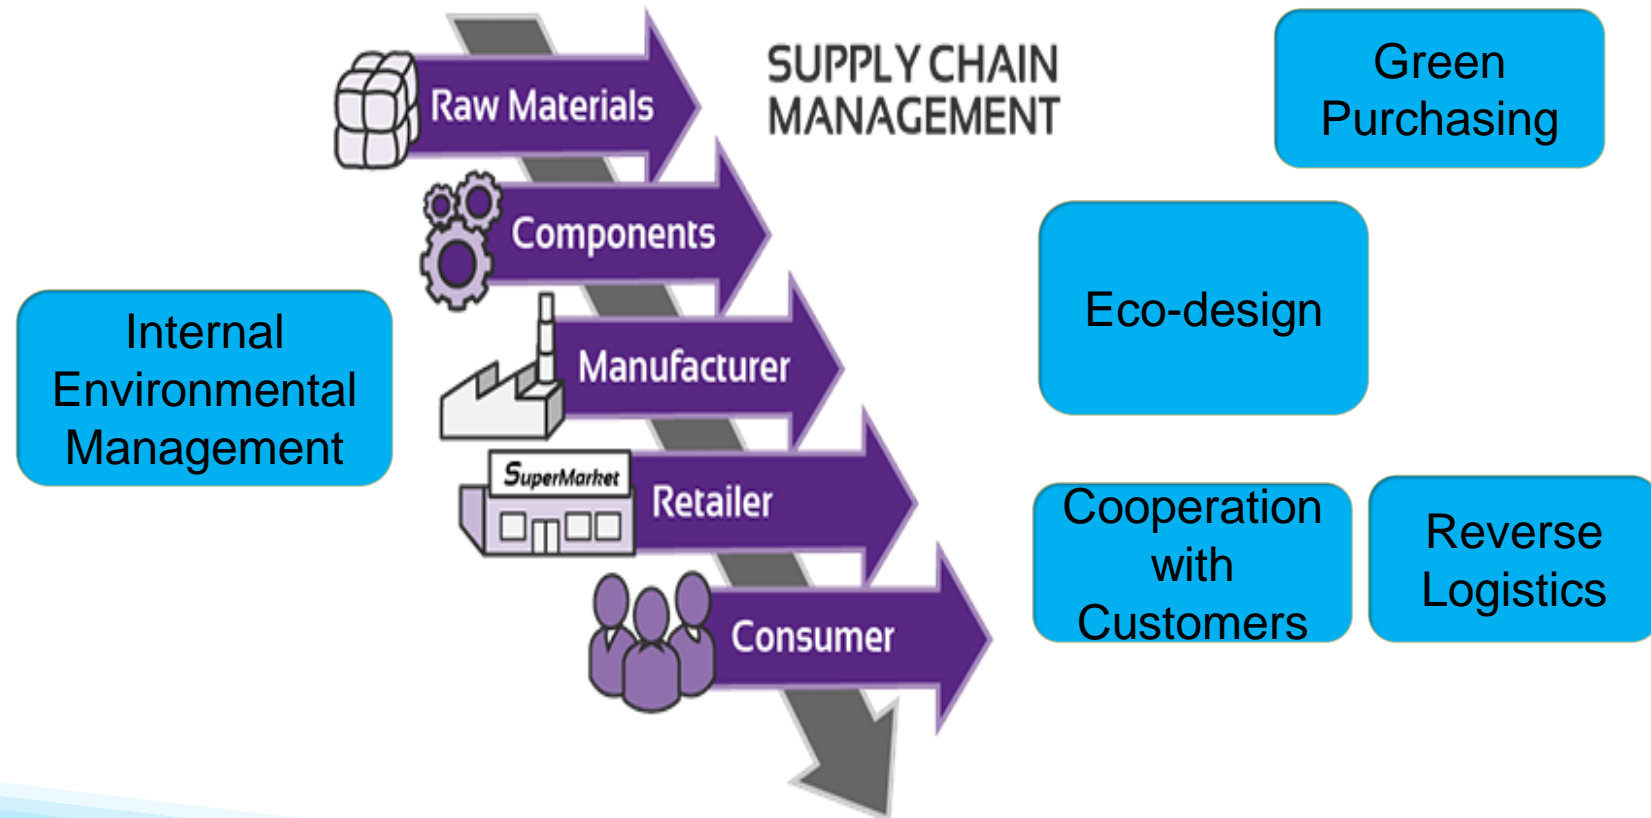 SUPPLY CHAIN
MANAGEMENT
Green
Purchasing
Raw Materials
Components
Eco-design
Internal
Environmental
Management
Manufacturer
SuperMarket
Retailer
Cooperation
with
Customers
Reverse
Logistics
Consumer